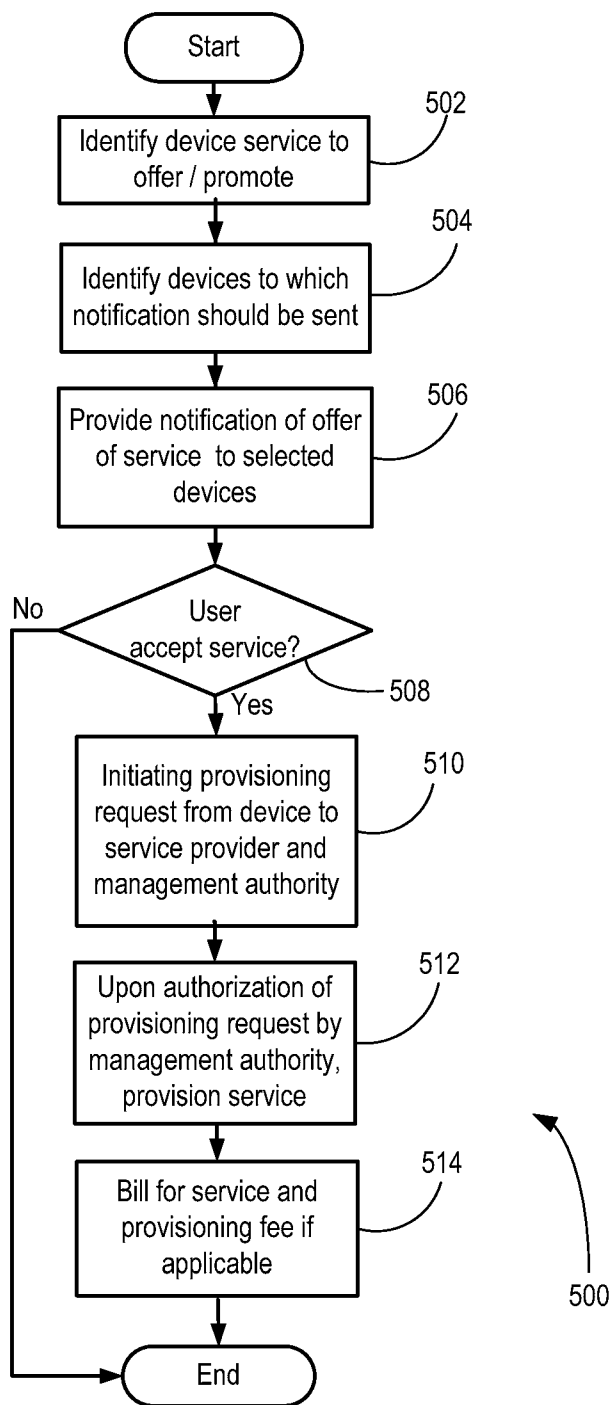 Start
502
Identify device service to
offer / promote
504
Identify devices to which
notification should be sent
506
Provide notification of offer
of service to selected
devices
No
User
accept service?
508
Yes
510
Initiating provisioning
request from device to
service provider and
management authority
512
Upon authorization of
provisioning request by
management authority,
provision service
514
Bill for service and
provisioning fee if
applicable
500
End